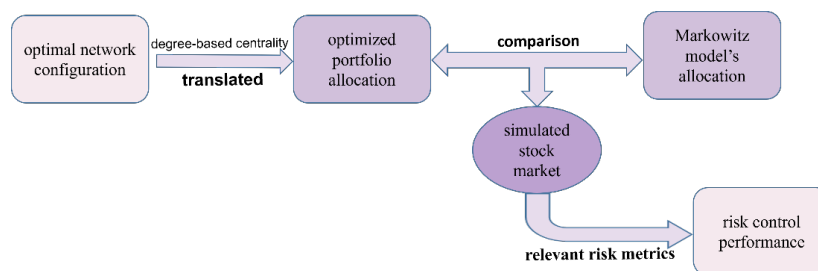 optimal network
configuration
degree-based centrality
translated
optimized
portfolio
allocation
comparison
Markowitz
model's
allocation
simulated
stock
market
relevant risk metrics
risk control
performance